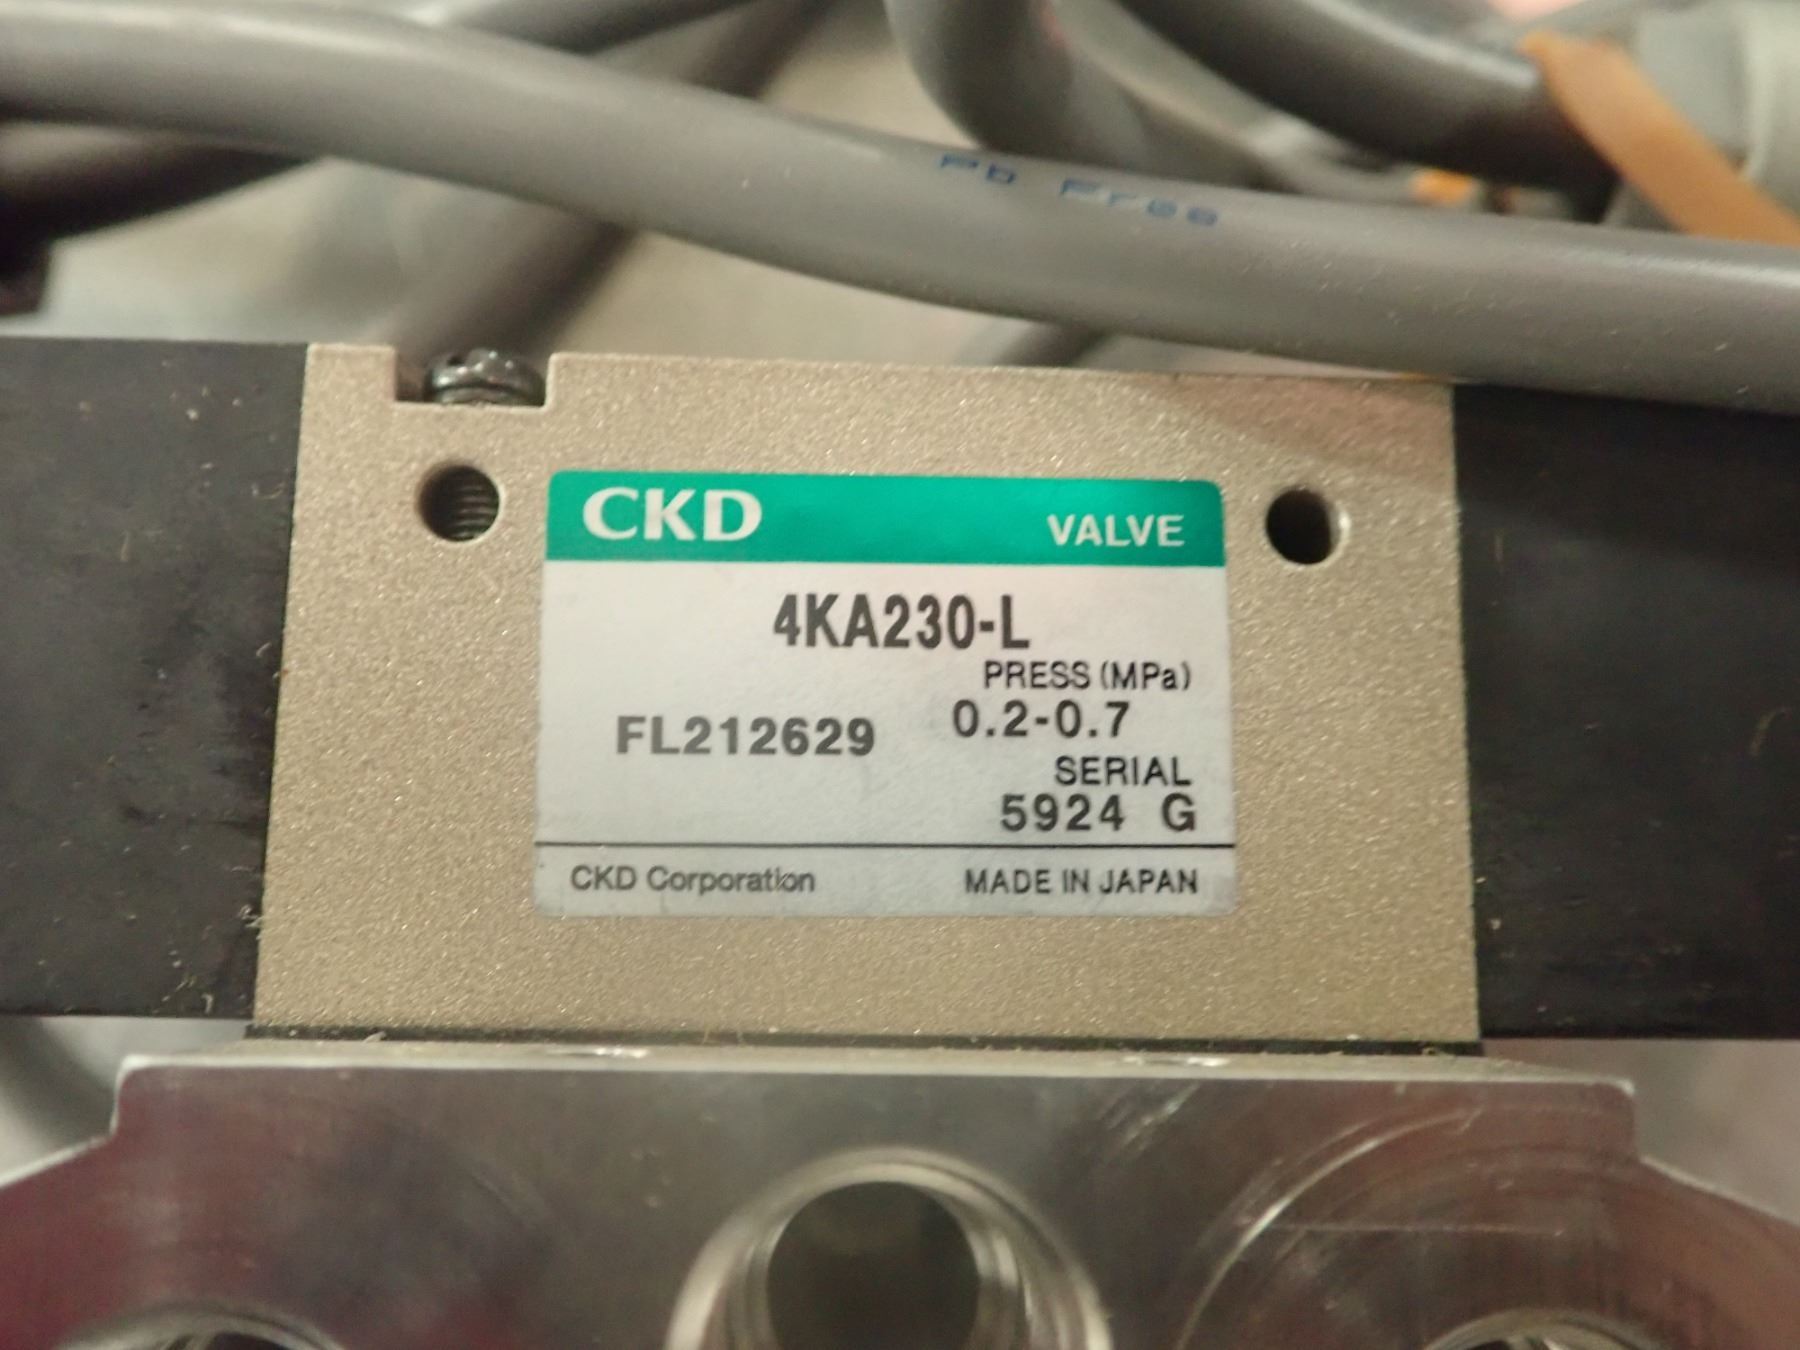 Pb Free
CKD VALVE
4KA230-L
PRESS (MPa)
FL212629 0.2-0.7
SERIAL
5924 G
CKD Corporation MADE IN JAPAN